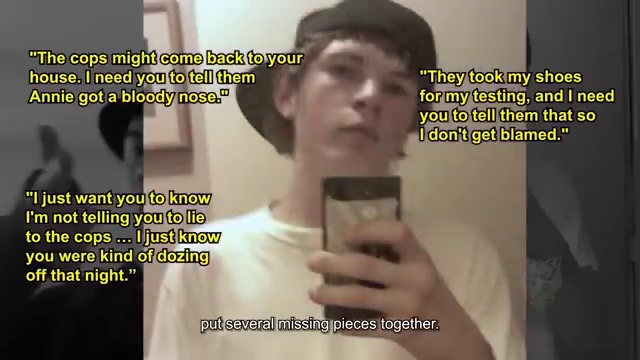 "The cops might come back to your
house. I need you to tell them
Annie got a bloody nose."
"They took my shoes
for my testing, and I need
you to tell them that so
I don't get blamed."
"I just want you to know
I'm not telling you to lie
to the cops ... I just know
you were kind of dozing
off that night.”
put several missing pieces together.